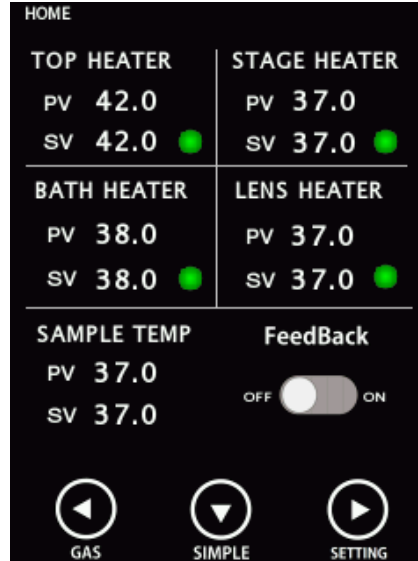 HOME
TOP HEATER
PV 42.0
SV 42.0
STAGE HEATER
PV 37.0
SV 37.0
BATH HEATER
PV 38.0
SV 38.0
LENS HEATER
PV 37.0
SV 37.0
SAMPLE TEMP
PV 37.0
SV 37.0
FeedBack
OFF ON
GAS
SIMPLE
SETTING